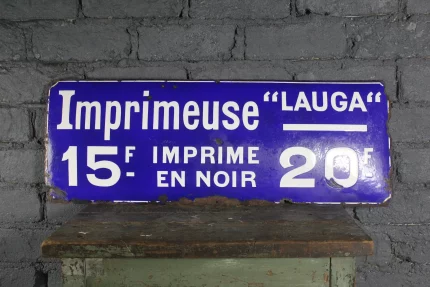 Imprimeuse "LAUGA"
15F IMPRIME 20F
EN NOIR